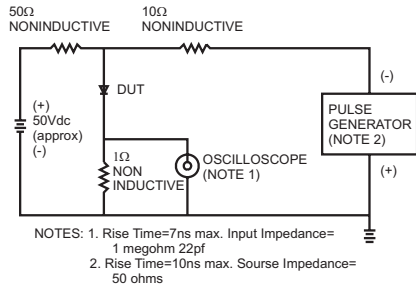 50Ω
NONINDUCTIVE
10Ω
NONINDUCTIVE
DUT
(+)
50Vdc
(approx)
(-)
1Ω
NON
INDUCTIVE
OSCILLOSCOPE
(NOTE 1)
(-)
PULSE
GENERATOR
(NOTE 2)
(+)
NOTES: 1. Rise Time=7ns max. Input Impedance=
1 megohm 22pf
2. Rise Time=10ns max. Sourse Impedance=
50 ohms